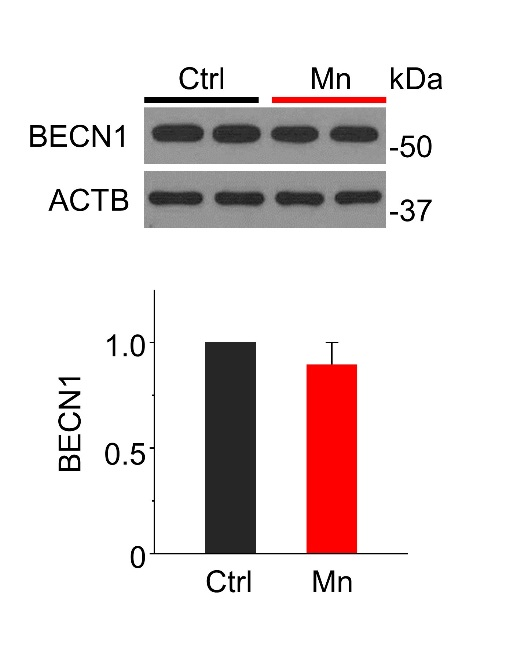 Ctrl Mn kDa
BECN1 -50
ACTB -37
1.0
0.5
0
BECN1
Ctrl Mn